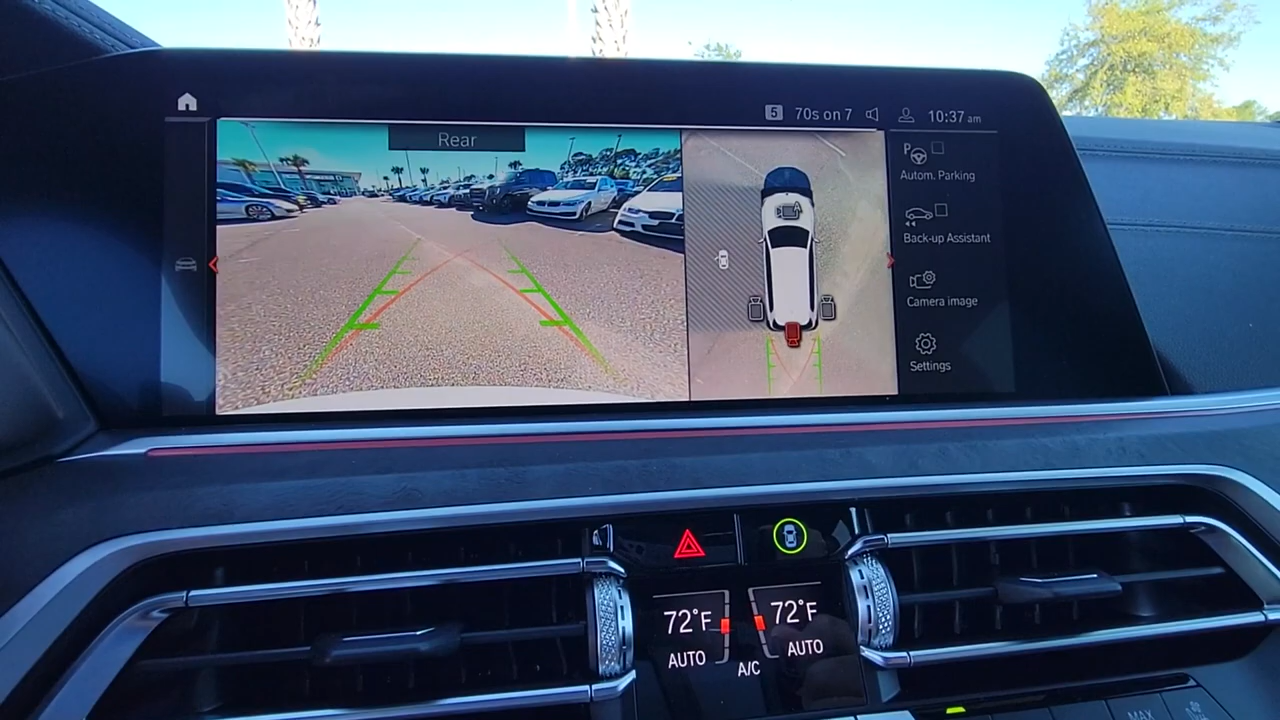 5 70s on 7 10:37 am
Rear
P
Autom. Parking
A
Back-up Assistant
Camera image
Settings
72°F 72°F
AUTO A/C AUTO
MAX